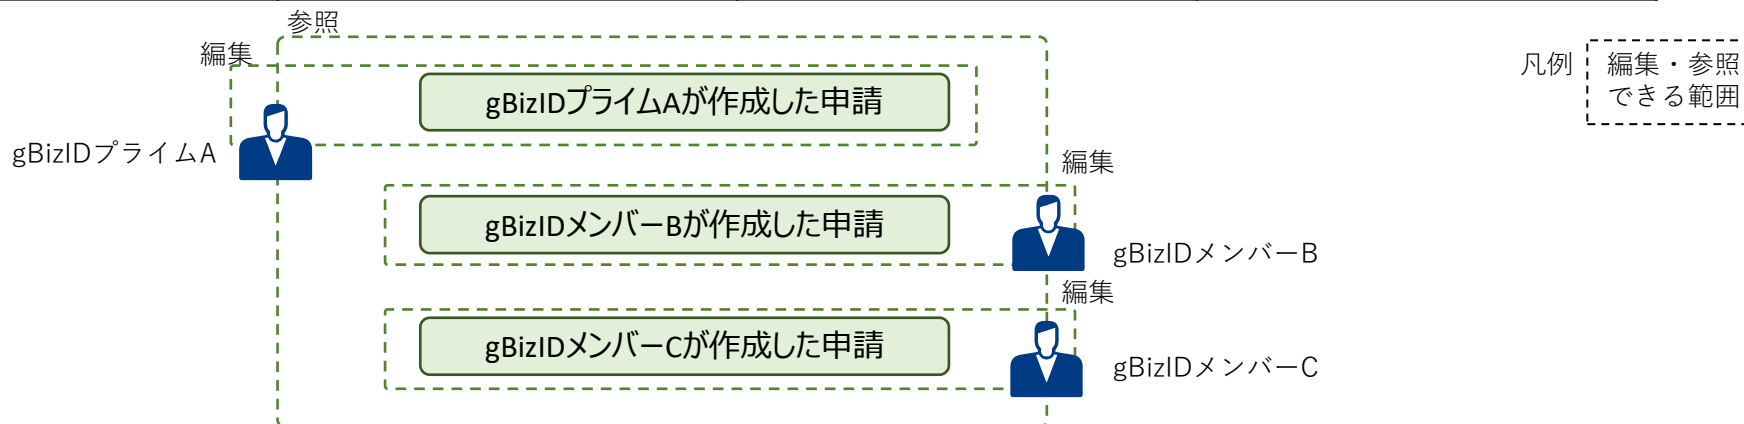 参照
編集
gBizIDプライムAが作成した申請
凡例
編集・参照
できる範囲
gBizIDプライムA
編集
gBizIDメンバーBが作成した申請
gBizIDメンバーB
編集
gBizIDメンバーCが作成した申請
gBizIDメンバーC